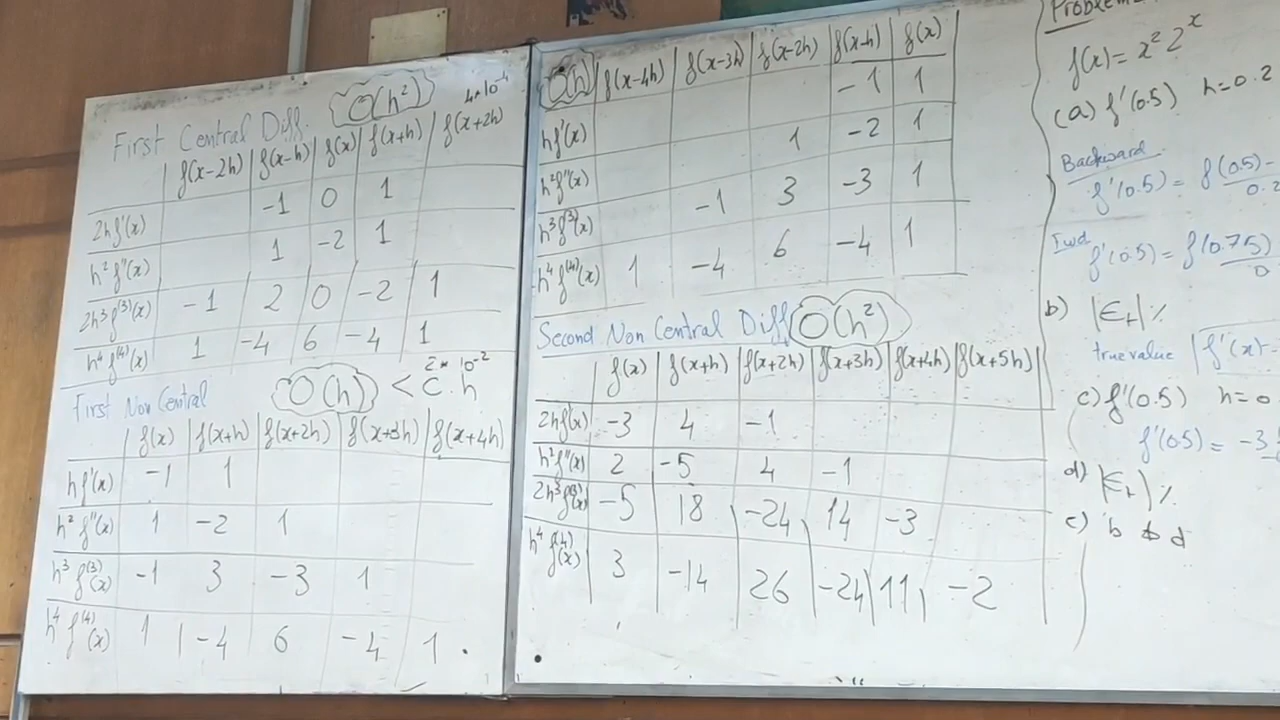 First Central Diff. O(h²) 4*10⁻⁴
f(x-2h) f(x-h) f(x) f(x+h) f(x+2h)
2hf'(x) -1 0 1
h²f''(x) 1 -2 1
2h³f⁽³⁾(x) -1 2 0 -2 1
h⁴f⁽⁴⁾(x) 1 -4 6 -4 1
First Non Central O(h) < c.h
f(x) f(x+h) f(x+2h) f(x+3h) f(x+4h)
hf'(x) -1 1
h²f''(x) 1 -2 1
h³f⁽³⁾(x) -1 3 -3 1
h⁴f⁽⁴⁾(x) 1 -4 6 -4 1
O(h) f(x-4h) f(x-3h) f(x-2h) f(x-h) f(x)
hf'(x) -1 1
h²f''(x) 1 -2 1
h³f⁽³⁾(x) -1 3 -3 1
h⁴f⁽⁴⁾(x) 1 -4 6 -4 1
Second Non Central Diff O(h²)
f(x) f(x+h) f(x+2h) f(x+3h) f(x+4h) f(x+5h)
2hf'(x) -3 4 -1
h²f''(x) 2 -5 4 -1
2h³f⁽³⁾(x) -5 18 -24 14 -3
h⁴f⁽⁴⁾(x) 3 -14 26 -24 11 -2
f(x) = x² 2ˣ
(a) f'(0.5) h=0.2
Backward
f'(0.5) = f(0.5)-
0.2
Fwd
f'(0.5) = f(0.75)
0
b) |Eₜ|%
true value |f'(x)-
c) f'(0.5) h=0
f'(0.5) = -3
d) |Eₜ|%
c) b & d